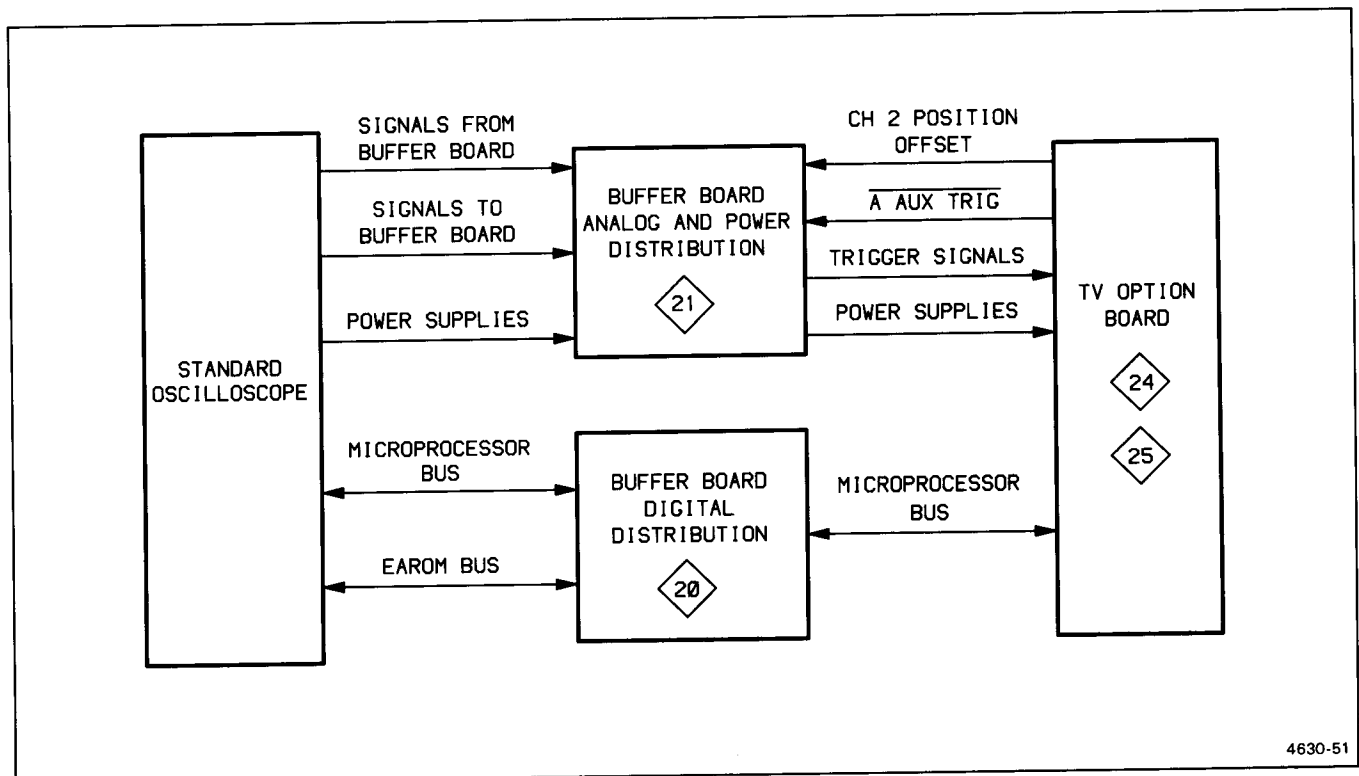 STANDARD
OSCILLOSCOPE
SIGNALS FROM
BUFFER BOARD
SIGNALS TO
BUFFER BOARD
POWER SUPPLIES
MICROPROCESSOR
BUS
EAROM BUS
BUFFER BOARD
ANALOG AND POWER
DISTRIBUTION
21
BUFFER BOARD
DIGITAL
DISTRIBUTION
20
CH 2 POSITION
OFFSET
A AUX TRIG
TRIGGER SIGNALS
POWER SUPPLIES
MICROPROCESSOR
BUS
TV OPTION
BOARD
24
25
4630-51